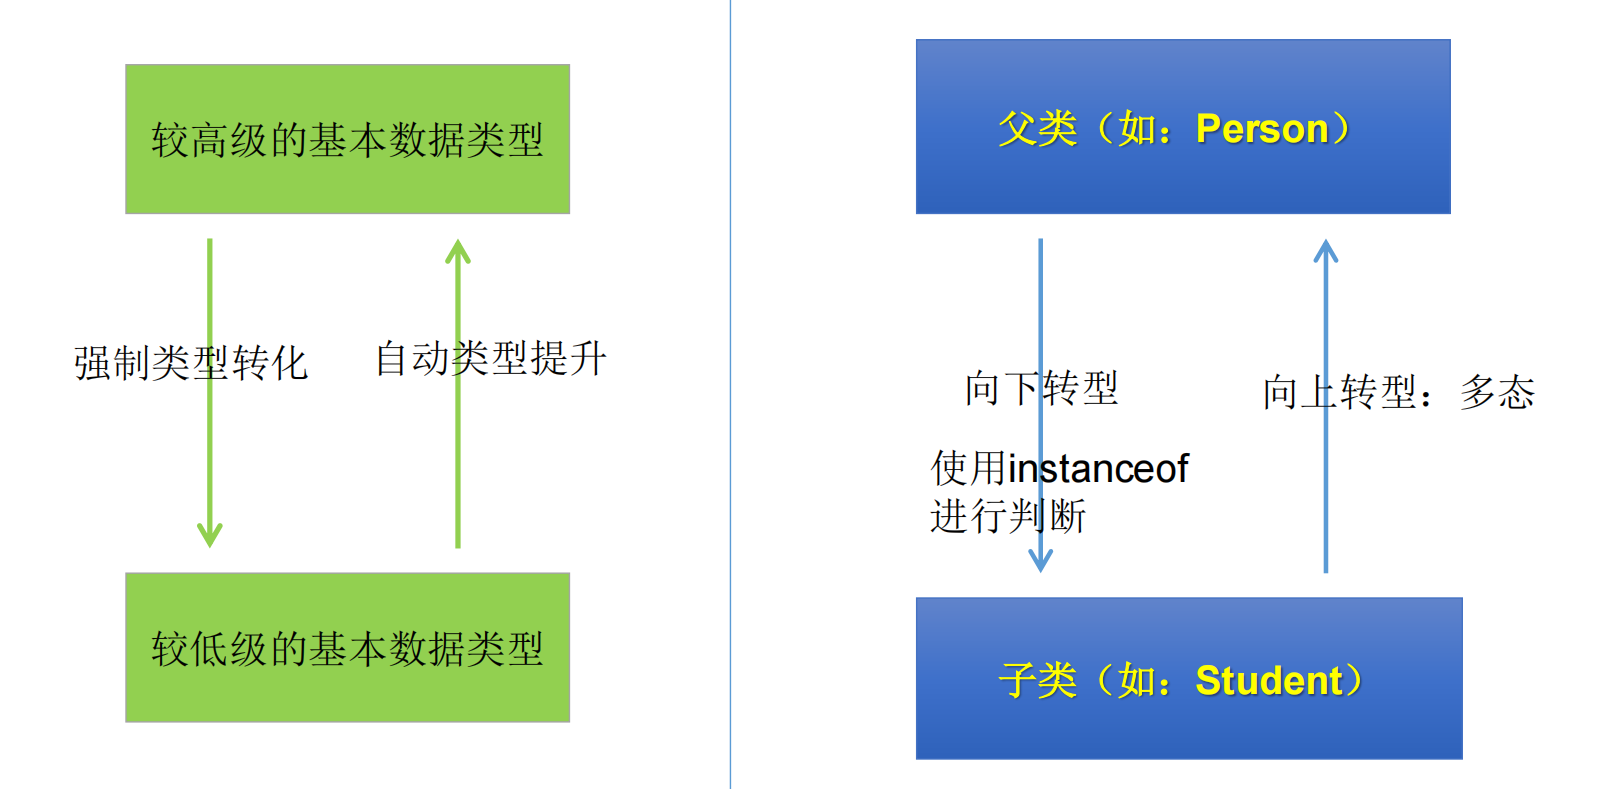 较高级的基本数据类型
强制类型转化
自动类型提升
较低级的基本数据类型
父类（如：Person）
向下转型
使用instanceof
进行判断
向上转型：多态
子类（如：Student）